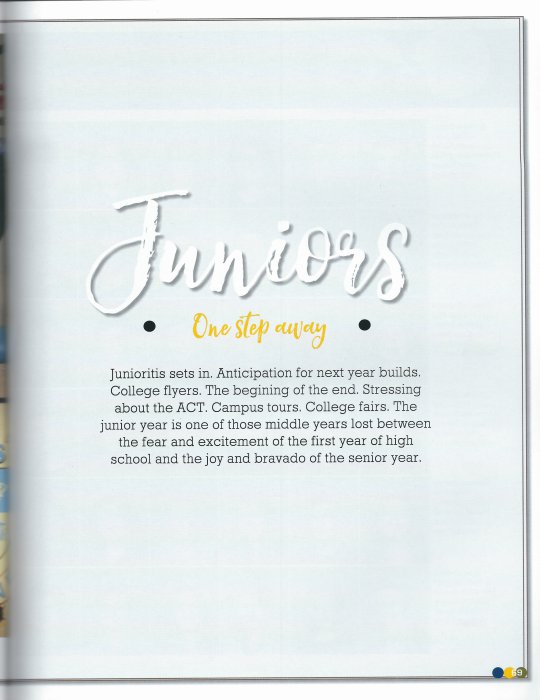 Juniors
One step away
Junioritis sets in. Anticipation for next year builds.
College flyers. The begining of the end. Stressing
about the ACT. Campus tours. College fairs. The
junior year is one of those middle years lost between
the fear and excitement of the first year of high
school and the joy and bravado of the senior year.
69